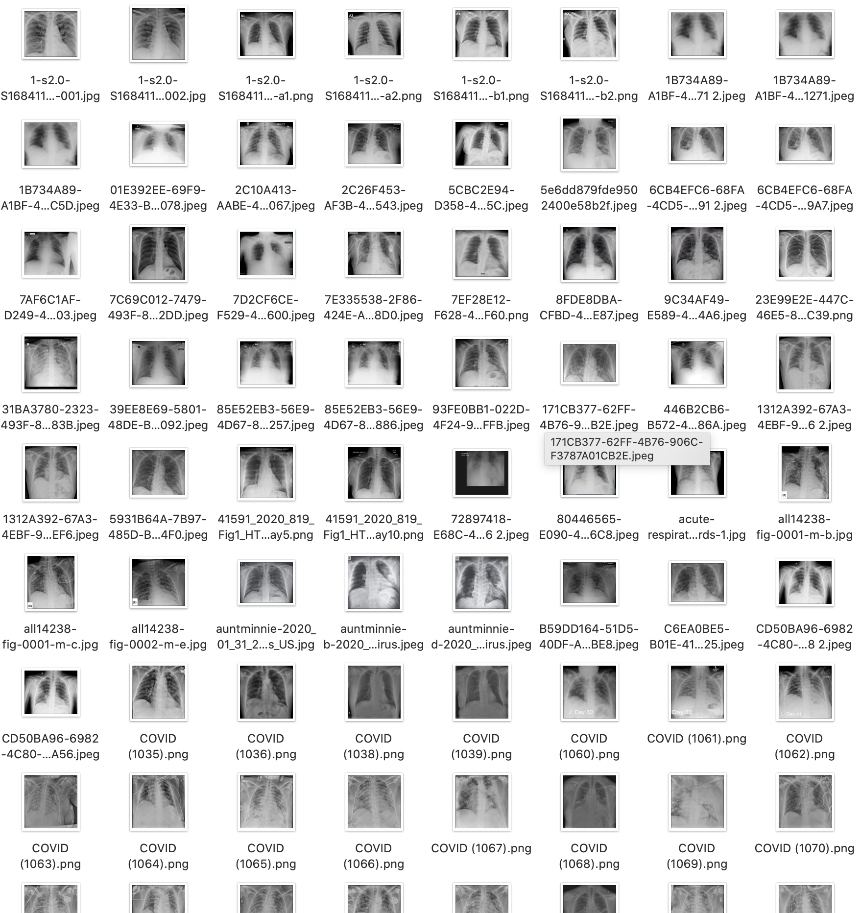 1-s2.0-
S168411...-001.jpg
1-s2.0-
S168411...002.jpg
1-s2.0-
S168411...-a1.png
1-s2.0-
S168411...-a2.png
1-s2.0-
S168411...-b1.png
1-s2.0-
S168411...-b2.png
1B734A89-
A1BF-4...71 2.jpeg
1B734A89-
A1BF-4...1271.jpeg
1B734A89-
A1BF-4...C5D.jpeg
01E392EE-69F9-
4E33-B...078.jpeg
2C10A413-
AABE-4...067.jpeg
2C26F453-
AF3B-4...543.jpeg
5CBC2E94-
D358-4...5C.jpeg
5e6dd879fde950
2400e58b2f.jpeg
6CB4EFC6-68FA
-4CD5-...91 2.jpeg
6CB4EFC6-68FA
-4CD5-...9A7.jpeg
7AF6C1AF-
D249-4...03.jpeg
7C69C012-7479-
493F-8...2DD.jpeg
7D2CF6CE-
F529-4...600.jpeg
7E335538-2F86-
424E-A...8D0.jpeg
7EF28E12-
F628-4...F60.png
8FDE8DBA-
CFBD-4...E87.jpeg
9C34AF49-
E589-4...4A6.jpeg
23E99E2E-447C-
46E5-8...C39.png
31BA3780-2323-
493F-8...83B.jpeg
39EE8E69-5801-
48DE-B...092.jpeg
85E52EB3-56E9-
4D67-8...257.jpeg
85E52EB3-56E9-
4D67-8...886.jpeg
93FE0BB1-022D-
4F24-9...FFB.jpeg
171CB377-62FF-
4B76-9...B2E.jpeg
446B2CB6-
B572-4...86A.jpeg
1312A392-67A3-
4EBF-9...6 2.jpeg
171CB377-62FF-4B76-906C-
F3787A01CB2E.jpeg
1312A392-67A3-
4EBF-9...EF6.jpeg
5931B64A-7B97-
485D-B...4F0.jpeg
41591_2020_819_
Fig1_HT...ay5.png
41591_2020_819_
Fig1_HT...ay10.png
72897418-
E68C-4...6 2.jpeg
80446565-
E090-4...6C8.jpeg
acute-
respirat...rds-1.jpg
all14238-
fig-0001-m-b.jpg
all14238-
fig-0001-m-c.jpg
all14238-
fig-0002-m-e.jpg
auntminnie-2020_
01_31_2...s_US.jpg
auntminnie-
b-2020_...irus.jpeg
auntminnie-
d-2020_...irus.jpeg
B59DD164-51D5-
40DF-A...BE8.jpeg
C6EA0BE5-
B01E-41...25.jpeg
CD50BA96-6982
-4C80-...8 2.jpeg
CD50BA96-6982
-4C80-...A56.jpeg
COVID
(1035).png
COVID
(1036).png
COVID
(1038).png
COVID
(1039).png
COVID
(1060).png
COVID (1061).png
COVID
(1062).png
COVID
(1063).png
COVID
(1064).png
COVID
(1065).png
COVID
(1066).png
COVID (1067).png
COVID
(1068).png
COVID
(1069).png
COVID (1070).png